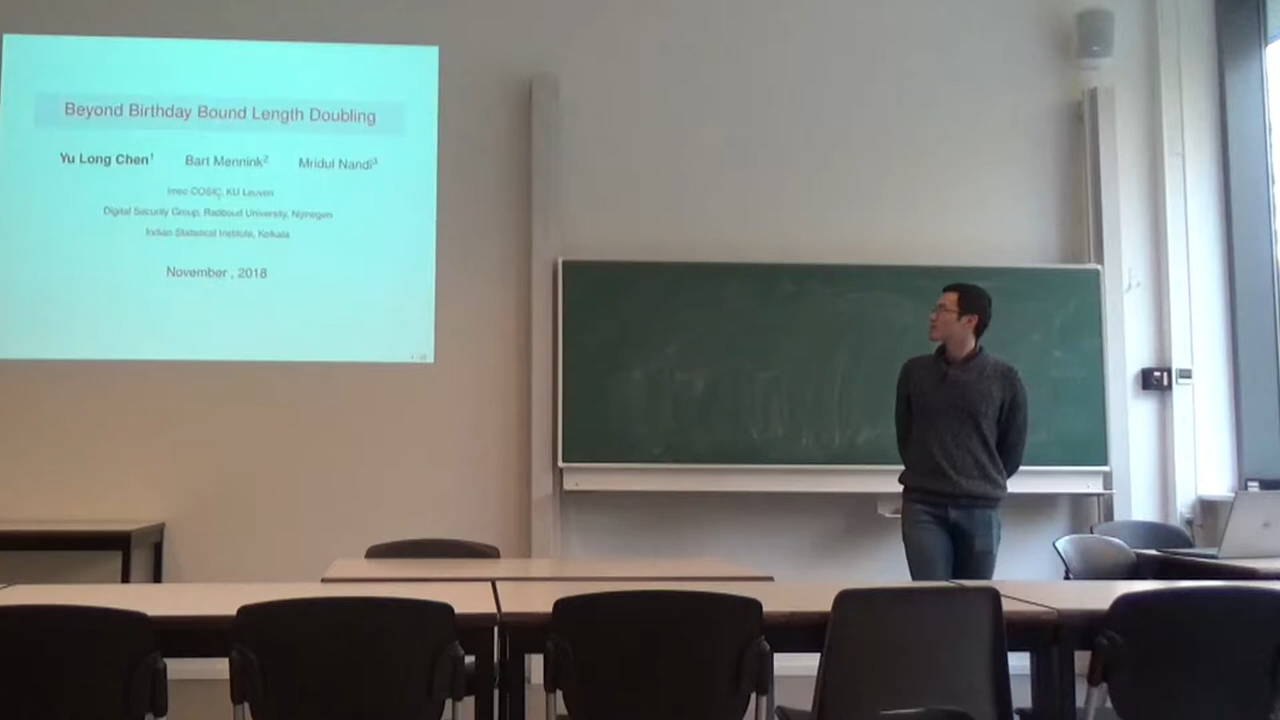 Beyond Birthday Bound Length Doubling
Yu Long Chen¹ Bart Mennink² Mridul Nandi³
imec-COSIC, KU Leuven
Digital Security Group, Radboud University, Nijmegen
Indian Statistical Institute, Kolkata
November , 2018